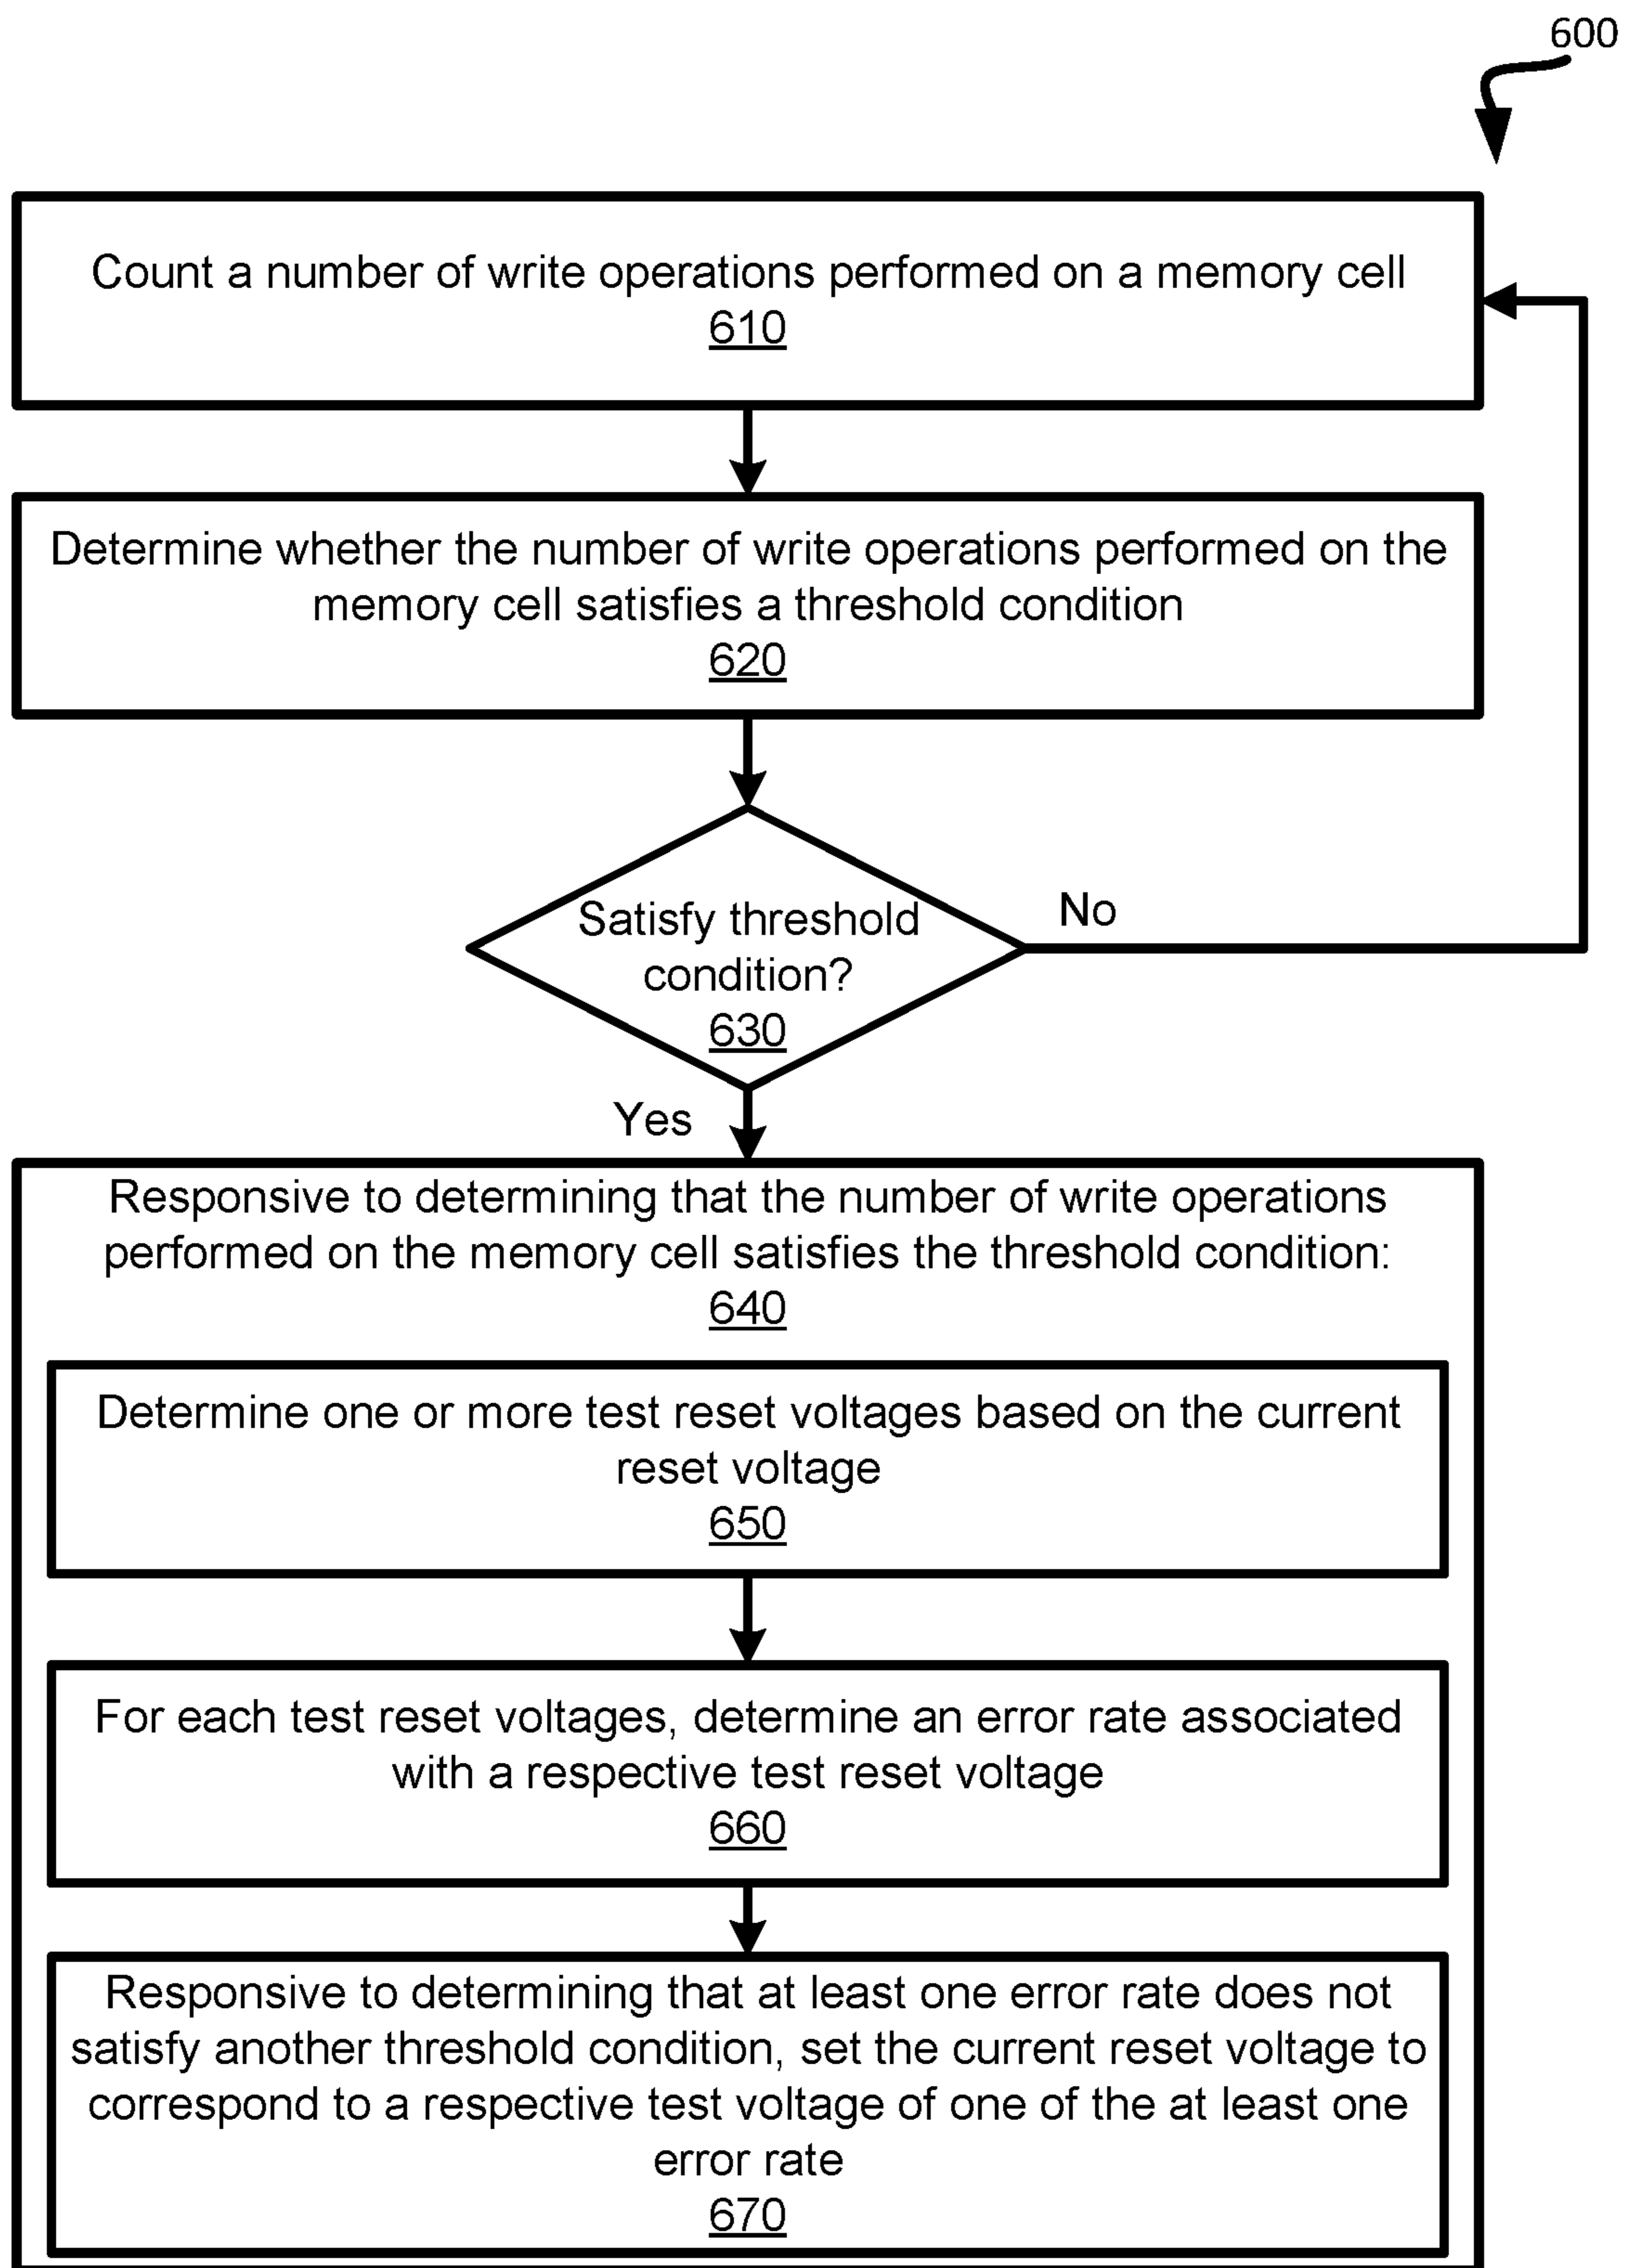 600
Count a number of write operations performed on a memory cell
610
Determine whether the number of write operations performed on the
memory cell satisfies a threshold condition
620
Satisfy threshold
condition?
630
No
Yes
Responsive to determining that the number of write operations
performed on the memory cell satisfies the threshold condition:
640
Determine one or more test reset voltages based on the current
reset voltage
650
For each test reset voltages, determine an error rate associated
with a respective test reset voltage
660
Responsive to determining that at least one error rate does not
satisfy another threshold condition, set the current reset voltage to
correspond to a respective test voltage of one of the at least one
error rate
670